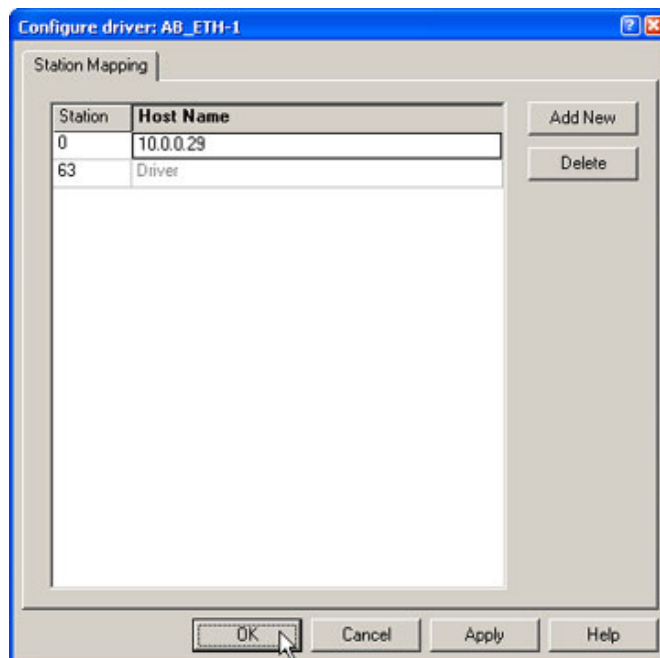 Configure driver: AB_ETH-1
Station Mapping
Station Host Name
0 10.0.0.29
63 Driver
Add New
Delete
OK Cancel Apply Help